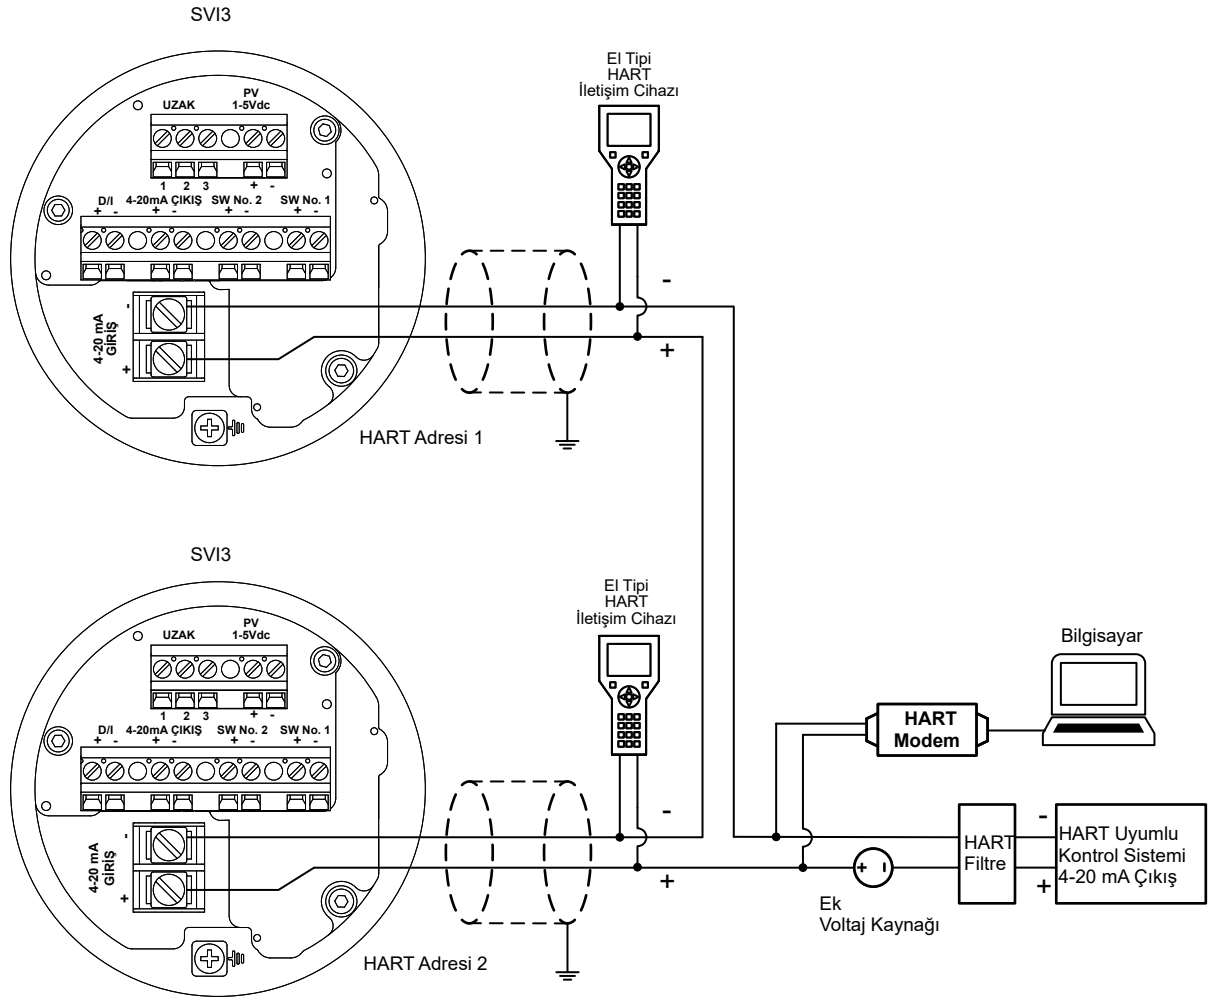 SVI3
El Tipi
HART
İletişim Cihazı
PV
UZAK 1-5Vdc
1 2 3 + -
D/I 4-20mA ÇIKIŞ SW No. 2 SW No. 1
+ - + - + - + -
-
4-20 mA
GİRİŞ
+
-
+
HART Adresi 1
SVI3
El Tipi
HART
İletişim Cihazı
PV
UZAK 1-5Vdc
1 2 3 + -
D/I 4-20mA ÇIKIŞ SW No. 2 SW No. 1
+ - + - + - + -
-
4-20 mA
GİRİŞ
+
-
+
HART Adresi 2
Bilgisayar
HART
Modem
+ -
Ek
Voltaj Kaynağı
HART
Filtre
-
+
HART Uyumlu
Kontrol Sistemi
4-20 mA Çıkış